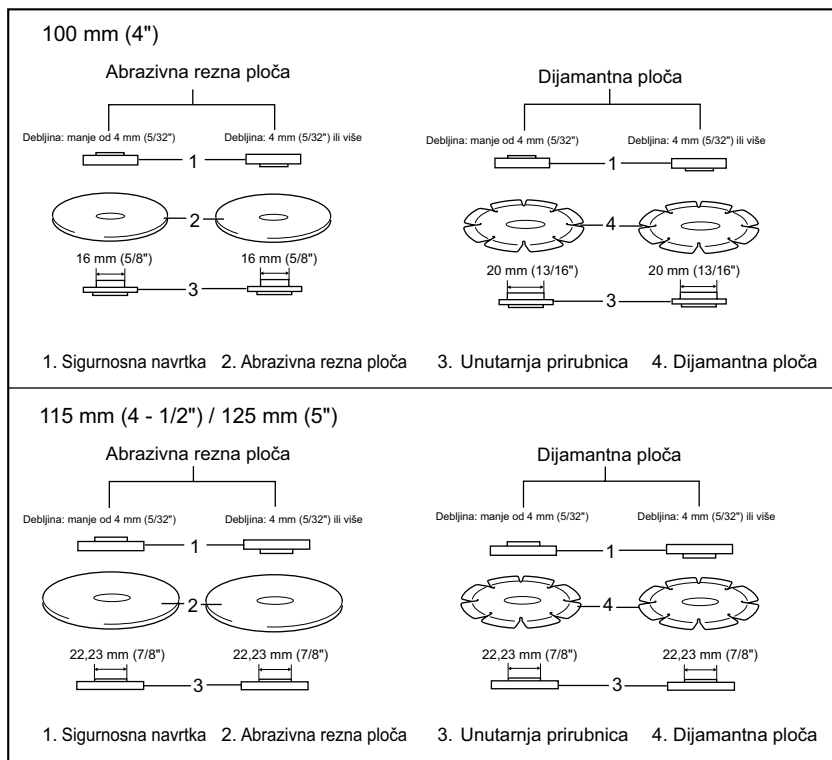 100 mm (4")
Abrazivna rezna ploča
Dijamantna ploča
Debljina: manje od 4 mm (5/32")
Debljina: 4 mm (5/32") ili više
Debljina: manje od 4 mm (5/32")
Debljina: 4 mm (5/32") ili više
1
1
2
4
16 mm (5/8")
16 mm (5/8")
20 mm (13/16")
20 mm (13/16")
3
3
1. Sigurnosna navrtka 2. Abrazivna rezna ploča 3. Unutarnja prirubnica 4. Dijamantna ploča
115 mm (4 - 1/2") / 125 mm (5")
Abrazivna rezna ploča
Dijamantna ploča
Debljina: manje od 4 mm (5/32")
Debljina: 4 mm (5/32") ili više
Debljina: manje od 4 mm (5/32")
Debljina: 4 mm (5/32") ili više
1
1
2
4
22,23 mm (7/8")
22,23 mm (7/8")
22,23 mm (7/8")
22,23 mm (7/8")
3
3
1. Sigurnosna navrtka 2. Abrazivna rezna ploča 3. Unutarnja prirubnica 4. Dijamantna ploča